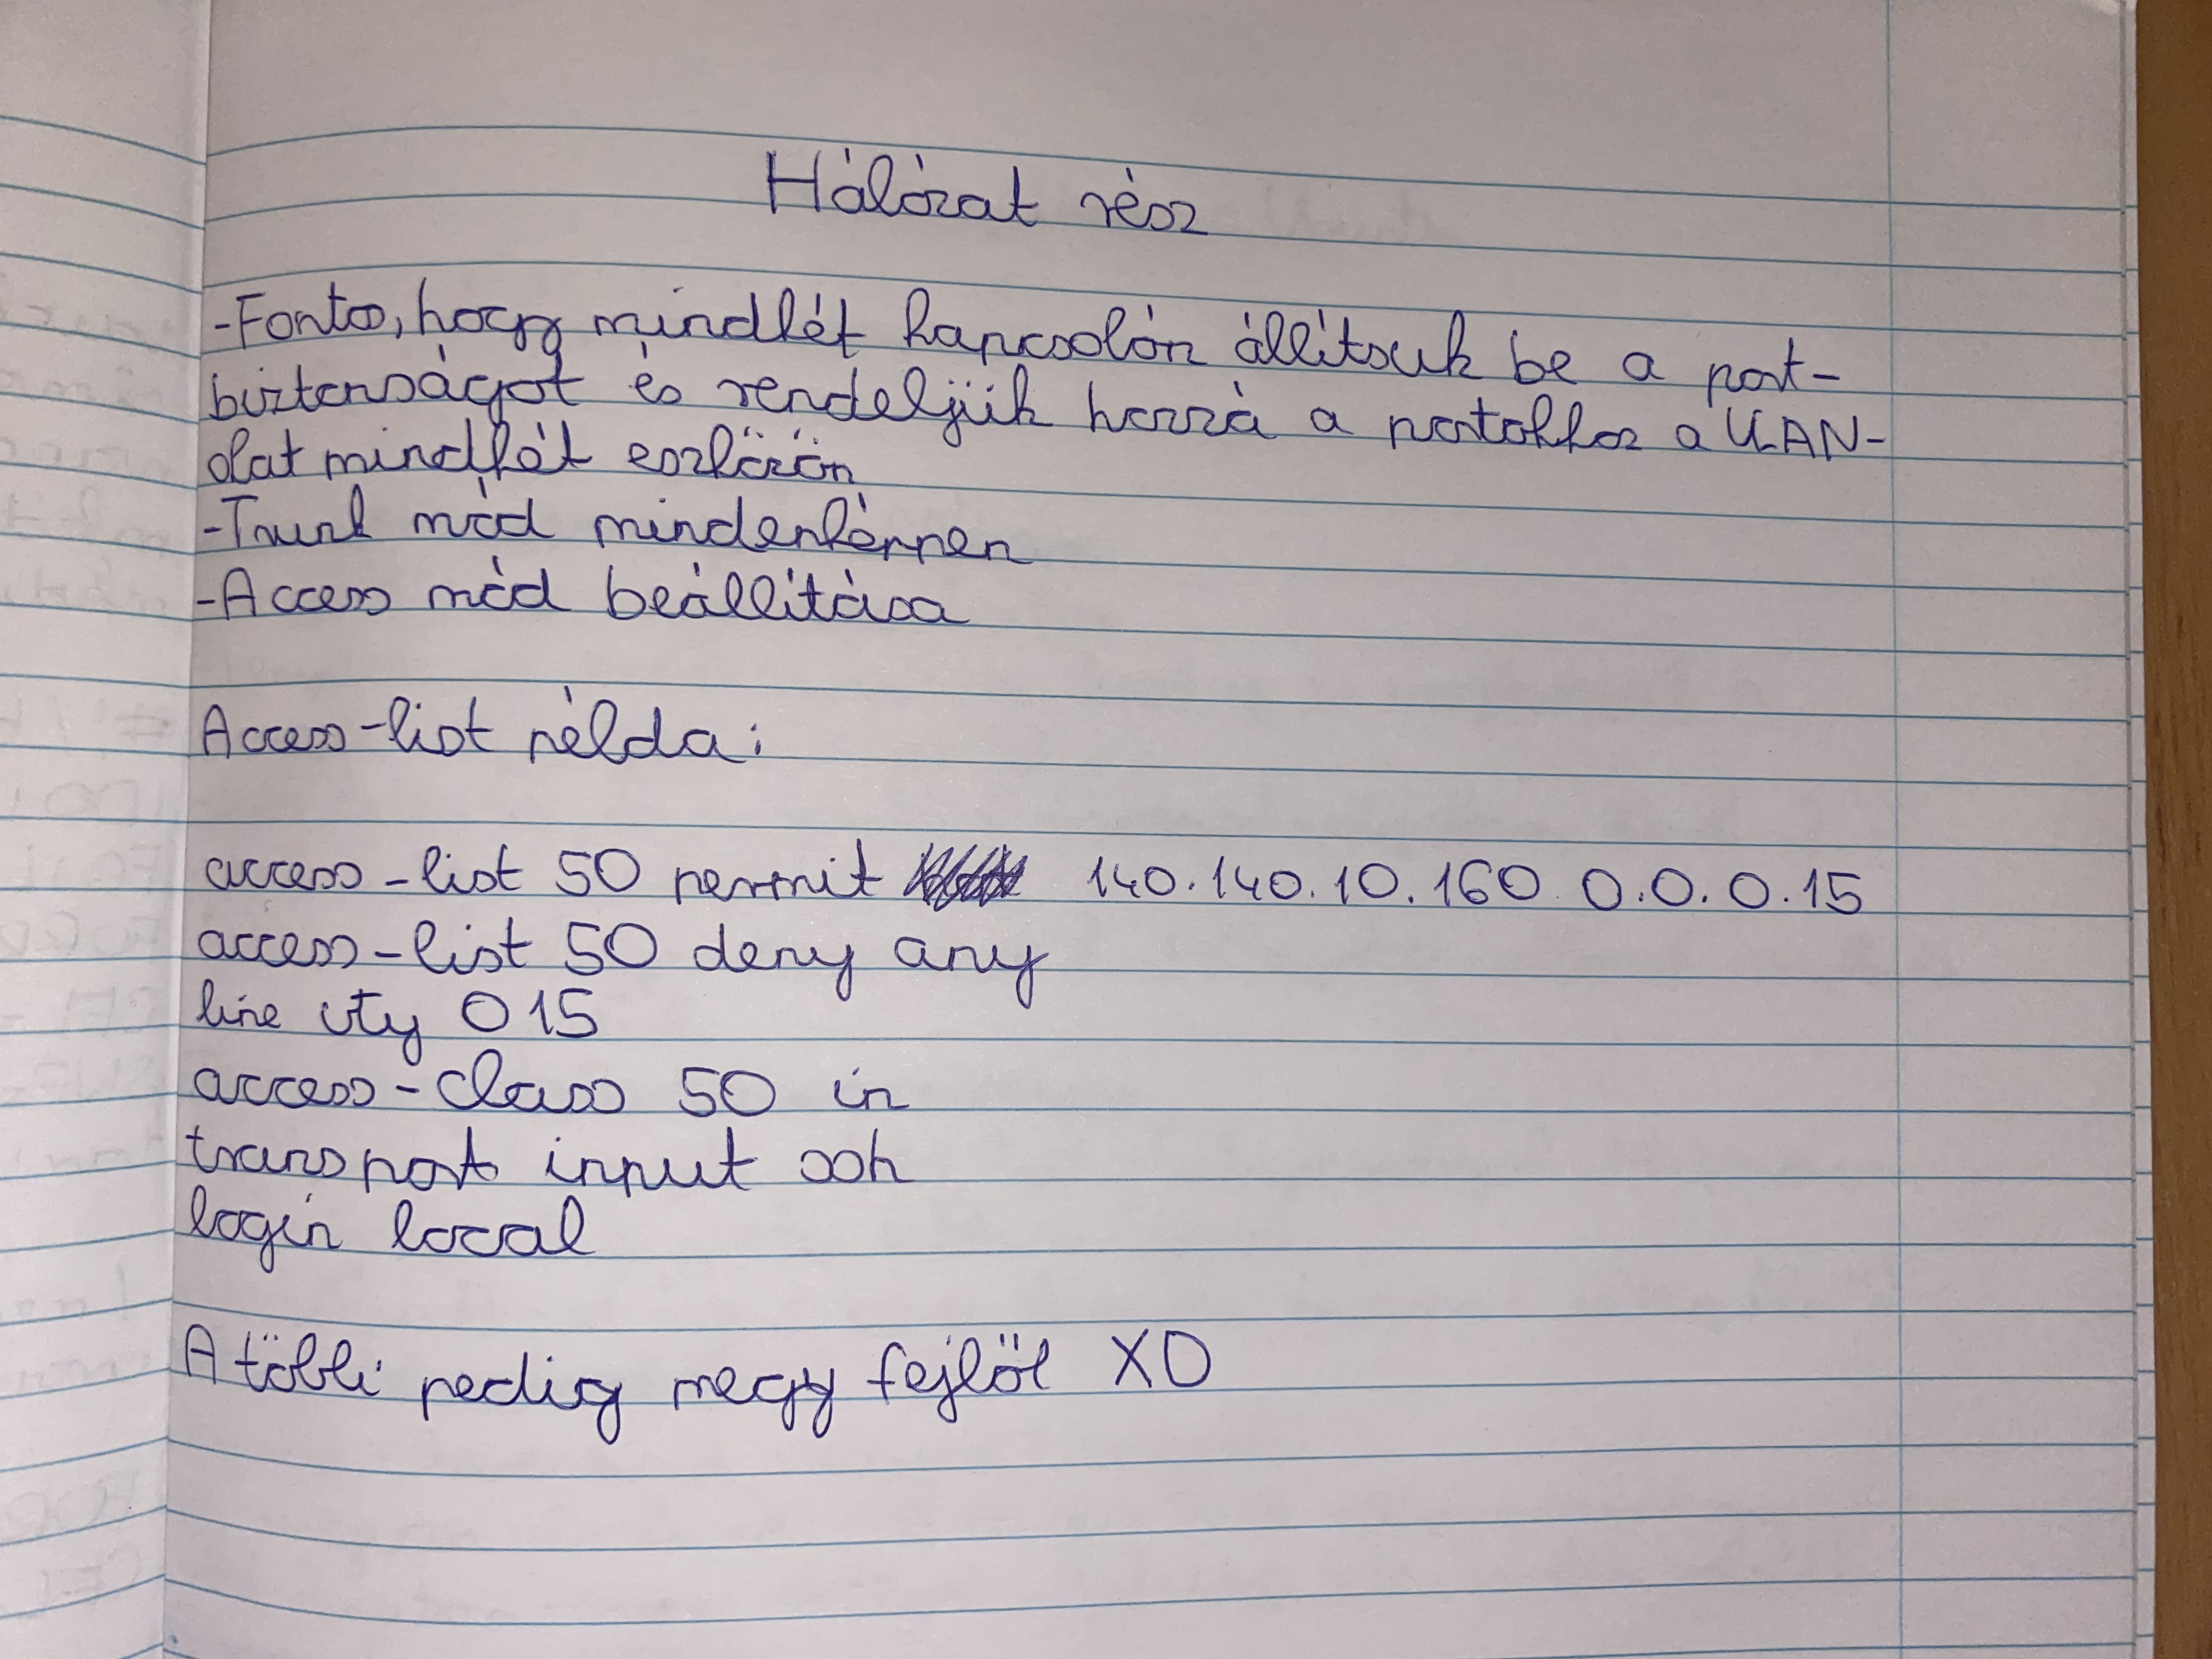 Hálózat rész
-Fontos, hogy mindkét kapcsolón állítsuk be a port-
biztonságot és rendeljük hozzá a portokhoz a VLAN-
okat mindkét eszközön
-Trunk mód mindenképpen
-Access mód beállítása
Access-list példa:
access-list 50 permit 140.140.10.160 0.0.0.15
access-list 50 deny any
line vty 0 15
access-class 50 in
transport input ssh
login local
A többi pedig megy fejből XD